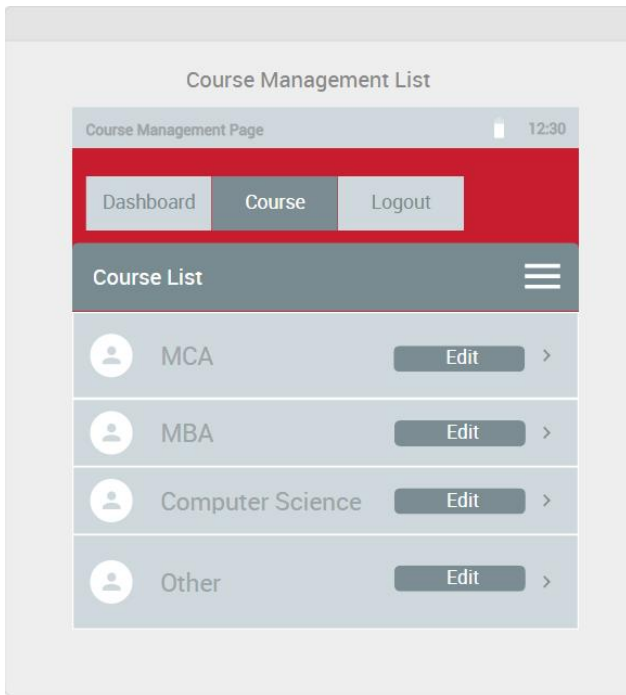 Course Management List
Course Management Page 12:30
Dashboard Course Logout
Course List
MCA Edit
MBA Edit
Computer Science Edit
Other Edit